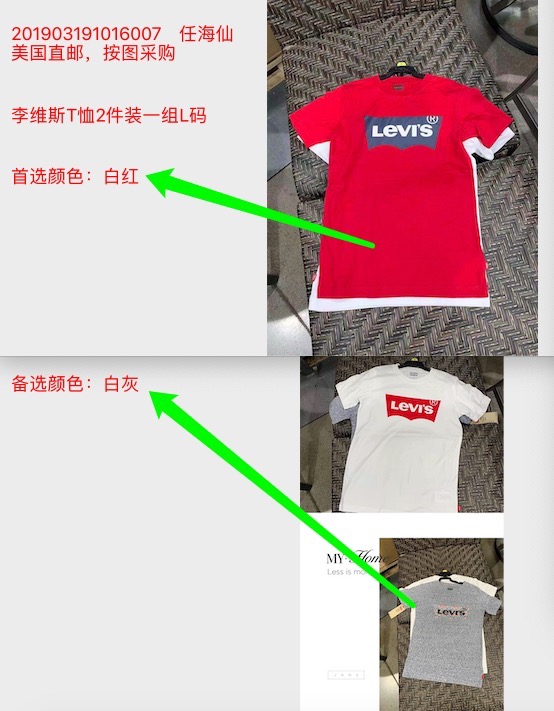 201903191016007 任海仙
美国直邮，按图采购
李维斯T恤2件装一组L码
首选颜色：白红
LEVI'S®
备选颜色：白灰
LEVI'S®
MY·Home
Less is mo
LEVI'S